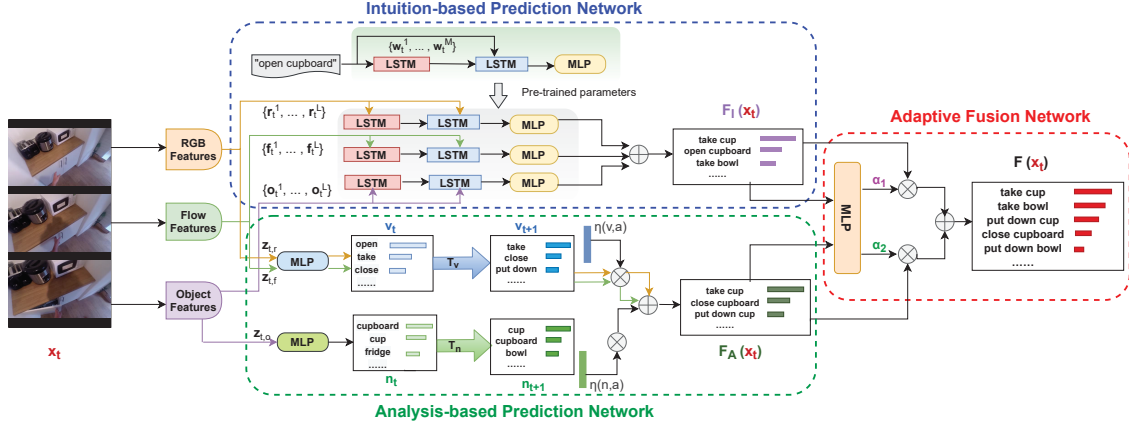 Intuition-based Prediction Network
"open cupboard"
{w_t^1, ... , w_t^M}
LSTM
LSTM
MLP
Pre-trained parameters
{r_t^1, ... , r_t^L}
LSTM
LSTM
MLP
{f_t^1, ... , f_t^L}
LSTM
LSTM
MLP
{o_t^1, ... , o_t^L}
LSTM
LSTM
MLP
F_I (x_t)
take cup
open cupboard
take bowl
......
RGB
Features
Flow
Features
Object
Features
x_t
z_t,r
z_t,f
MLP
v_t
open
take
close
......
T_v
v_t+1
take
close
put down
......
η(v,a)
z_t,o
MLP
cupboard
cup
fridge
......
n_t
T_n
cup
cupboard
bowl
......
n_t+1
η(n,a)
take cup
close cupboard
put down cup
......
F_A (x_t)
Analysis-based Prediction Network
Adaptive Fusion Network
MLP
α_1
α_2
F (x_t)
take cup
take bowl
put down cup
close cupboard
put down bowl
......